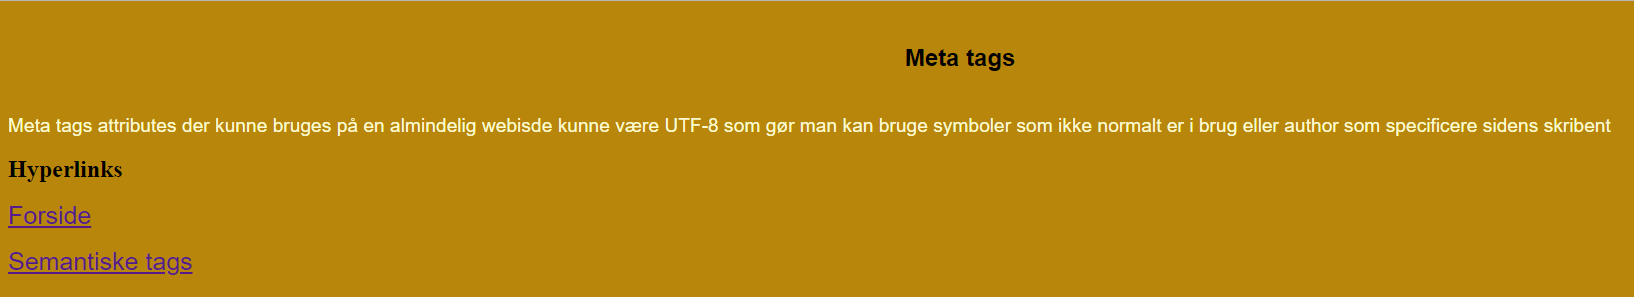 Meta tags
Meta tags attributes der kunne bruges på en almindelig webisde kunne være UTF-8 som gør man kan bruge symboler som ikke normalt er i brug eller author som specificere sidens skribent
Hyperlinks
Forside
Semantiske tags